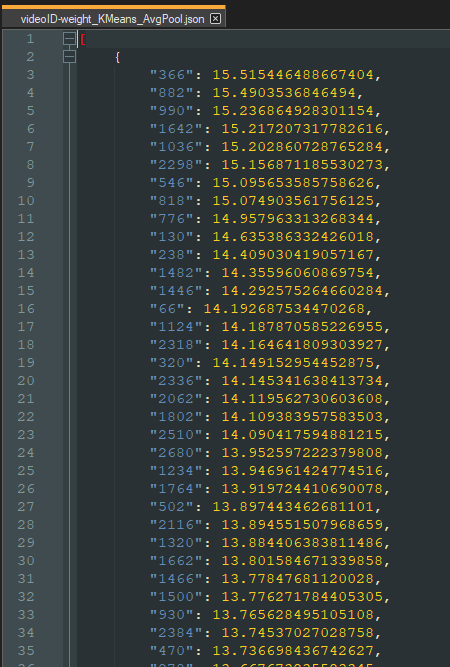 videoID-weight_KMeans_AvgPool.json
1 [
2 {
3 "366": 15.515446488667404,
4 "882": 15.4903536846494,
5 "990": 15.236864928301154,
6 "1642": 15.217207317782616,
7 "1036": 15.202860728765284,
8 "2298": 15.156871185530273,
9 "546": 15.095653585758626,
10 "818": 15.074903561756125,
11 "776": 14.957963313268344,
12 "130": 14.635386332426018,
13 "238": 14.409030419057167,
14 "1482": 14.35596060869754,
15 "1446": 14.292575264660284,
16 "66": 14.192687534470268,
17 "1124": 14.187870585226955,
18 "2318": 14.164641809303927,
19 "320": 14.149152954452875,
20 "2336": 14.145341638413734,
21 "2062": 14.119562730603608,
22 "1802": 14.109383957583503,
23 "2510": 14.090417594881215,
24 "2680": 13.952597222379808,
25 "1234": 13.946961424774516,
26 "1764": 13.919724410690078,
27 "502": 13.897443462681101,
28 "2116": 13.894551507968659,
29 "1320": 13.884406383811486,
30 "1662": 13.801584671339858,
31 "1466": 13.77847681120028,
32 "1500": 13.776271784405305,
33 "930": 13.765628495105108,
34 "2384": 13.74537027028758,
35 "470": 13.736698436742627,